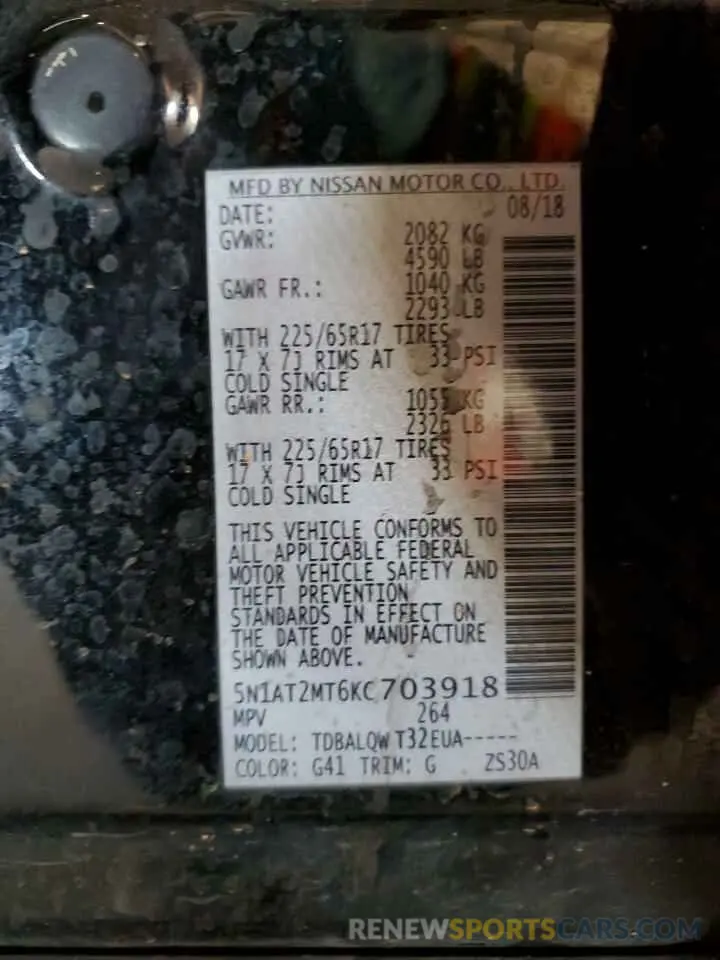 MFD BY NISSAN MOTOR CO., LTD.
DATE: 08/18
GVWR: 2082 KG
4590 LB
GAWR FR.: 1040 KG
2293 LB
WITH 225/65R17 TIRES
17 X 7J RIMS AT 33 PSI
COLD SINGLE
GAWR RR.: 1055 KG
2326 LB
WITH 225/65R17 TIRES
17 X 7J RIMS AT 33 PSI
COLD SINGLE
THIS VEHICLE CONFORMS TO
ALL APPLICABLE FEDERAL
MOTOR VEHICLE SAFETY AND
THEFT PREVENTION
STANDARDS IN EFFECT ON
THE DATE OF MANUFACTURE
SHOWN ABOVE.
5N1AT2MT6KC703918
MPV 264
MODEL: TDBALQW T32EUA-----
COLOR: G41 TRIM: G ZS30A
RENEWSPORTSCARS.COM